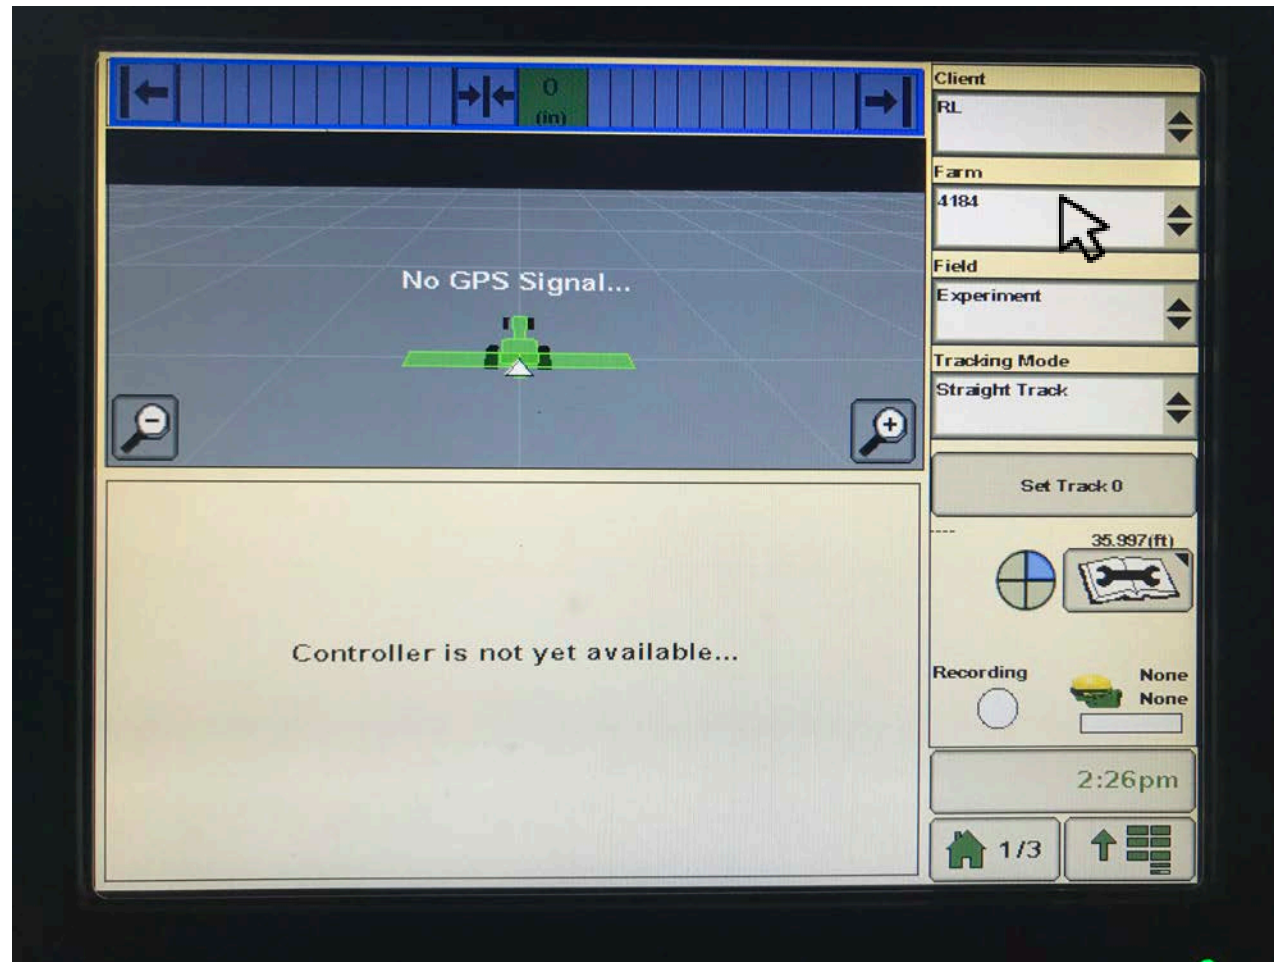 0
(in)
No GPS Signal...
Controller is not yet available...
Client
RL
Farm
4184
Field
Experiment
Tracking Mode
Straight Track
Set Track 0
----
35.997(ft)
Recording
None
None
2:26pm
1/3